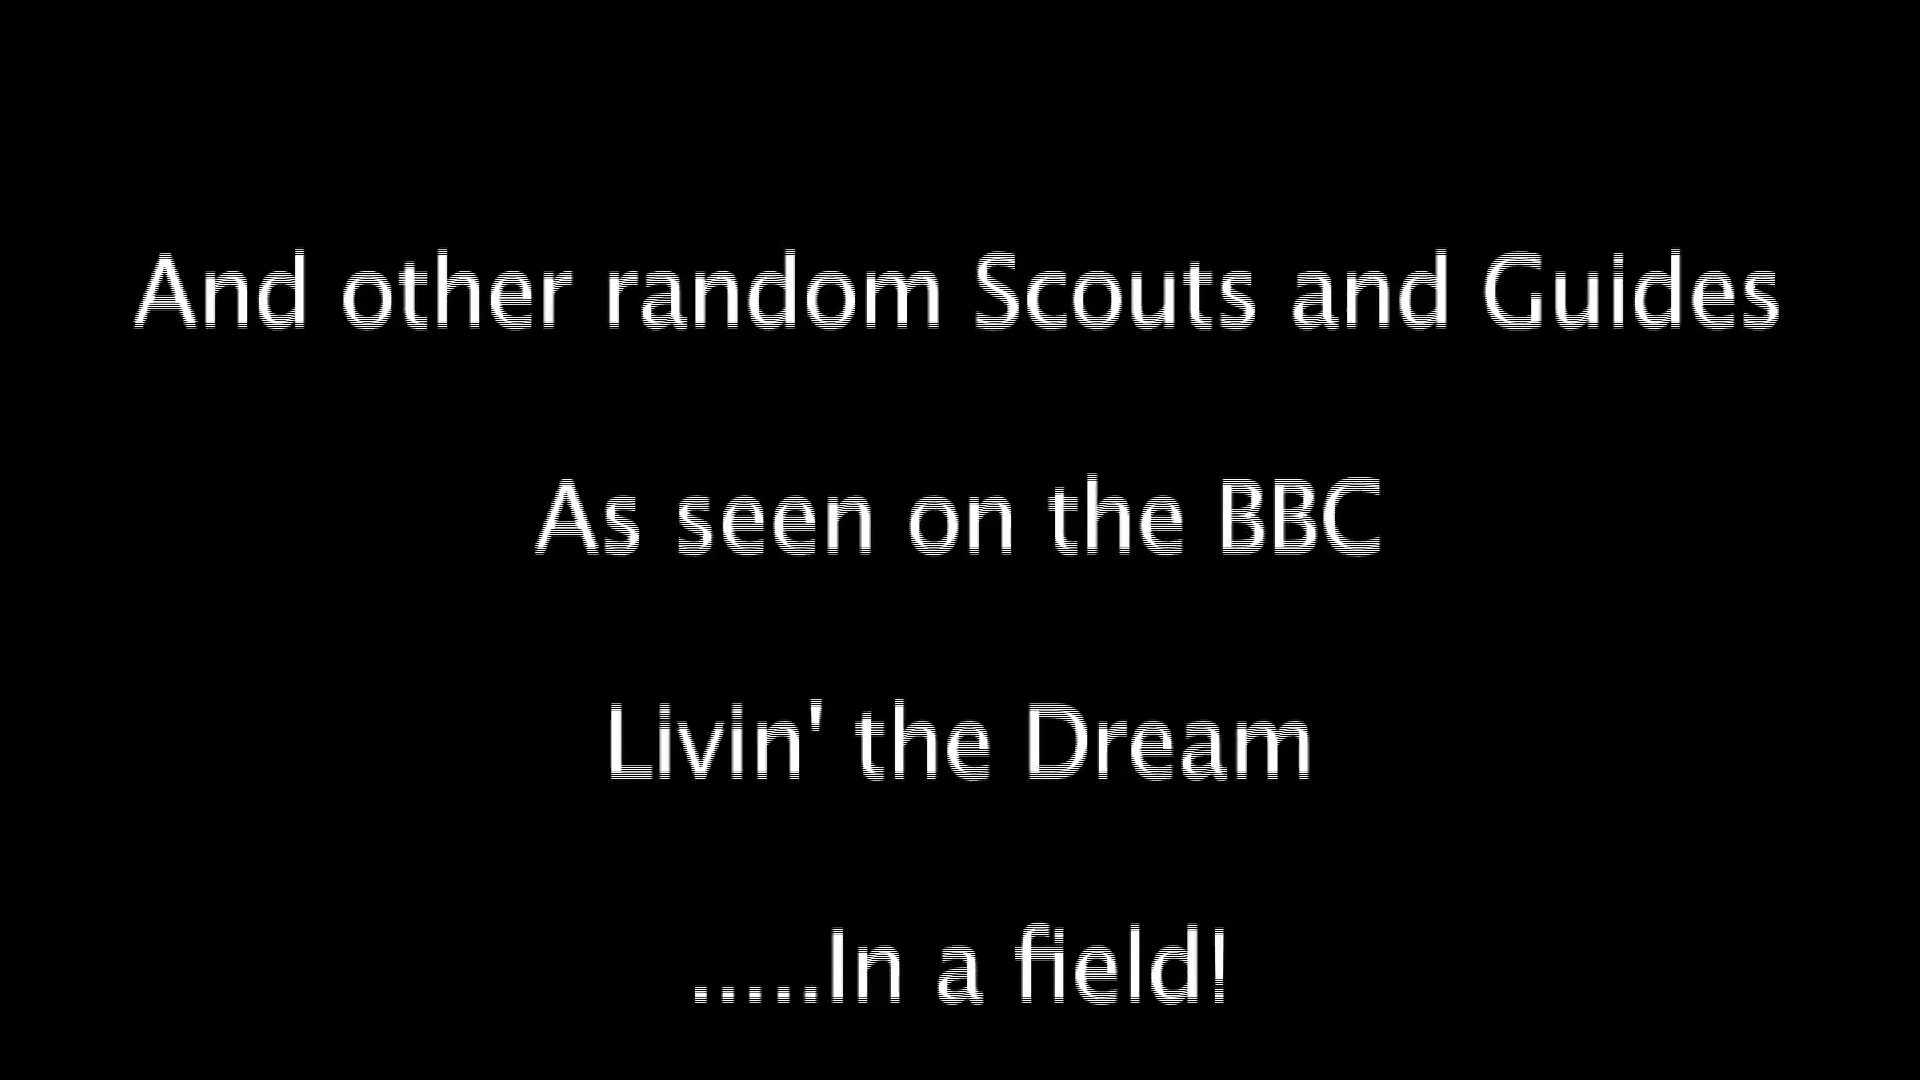 And other random Scouts and Guides
As seen on the BBC
Livin' the Dream
.....In a field!